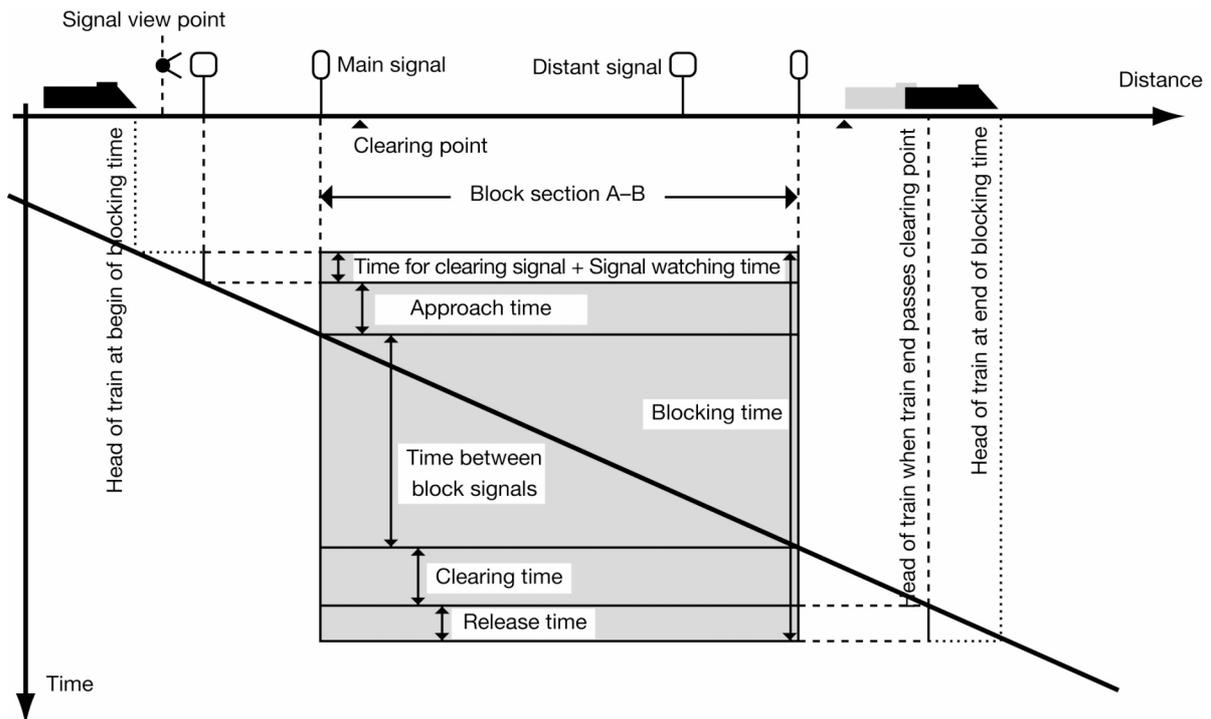 Signal view point
Main signal
Distant signal
Distance
Clearing point
Block section A–B
Head of train at begin of blocking time
Head of train when train end passes clearing point
Head of train at end of blocking time
Time for clearing signal + Signal watching time
Approach time
Blocking time
Time between
block signals
Clearing time
Release time
Time